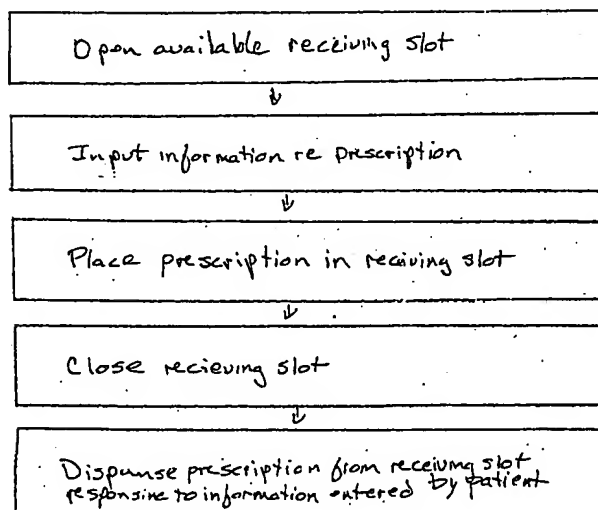 Open available receiving slot
Input information re prescription
Place prescription in receiving slot
Close recieving slot
Dispunse prescription from receiving slot
responsive to information entered by patient